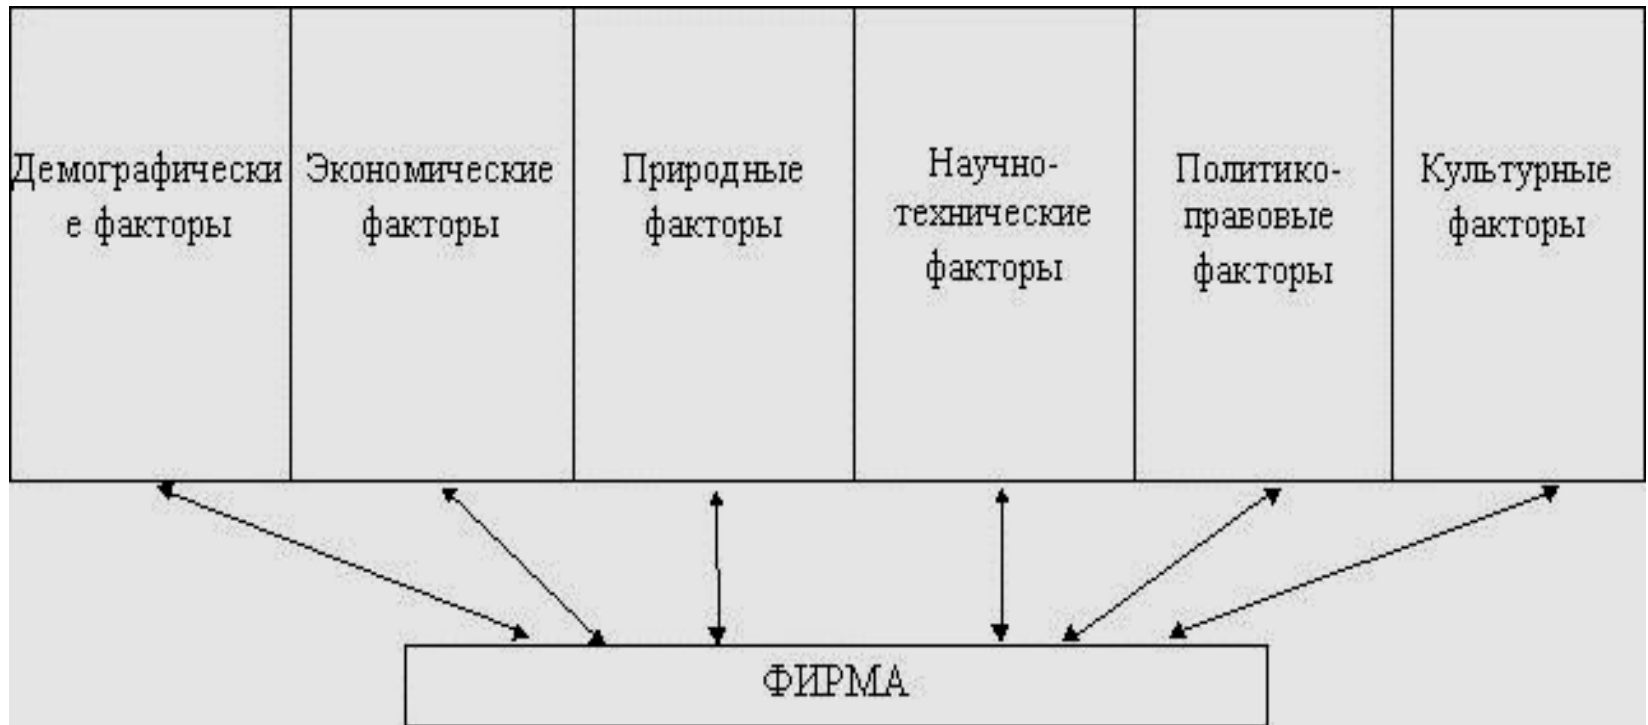 Демографически
е факторы
Экономические
факторы
Природные
факторы
Научно-
технические
факторы
Политико-
правовые
факторы
Культурные
факторы
ФИРМА